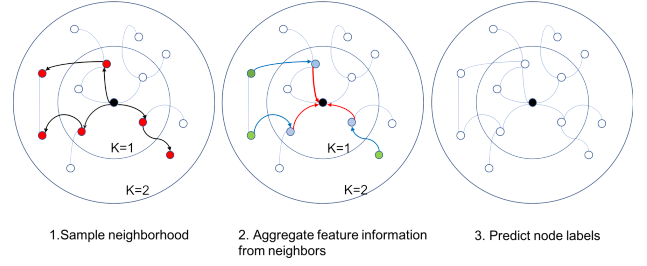 K=1
K=2
K=1
K=2
1.Sample neighborhood
2. Aggregate feature information
from neighbors
3. Predict node labels